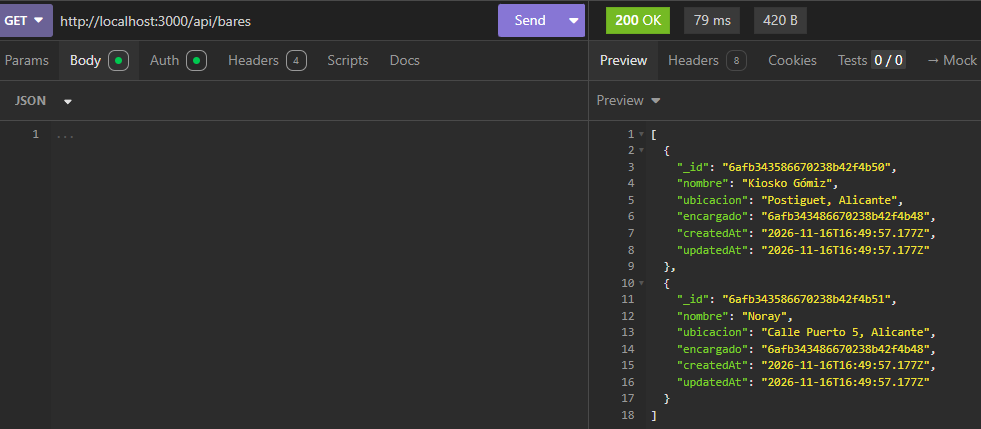 GET http://localhost:3000/api/bares Send 200 OK 79 ms 420 B
Params Body Auth Headers 4 Scripts Docs Preview Headers 8 Cookies Tests 0 / 0 → Mock
JSON Preview
1 ...
1 [
2 {
3 "_id": "6afb343586670238b42f4b50",
4 "nombre": "Kiosko Gómiz",
5 "ubicacion": "Postiguet, Alicante",
6 "encargado": "6afb343486670238b42f4b48",
7 "createdAt": "2026-11-16T16:49:57.177Z",
8 "updatedAt": "2026-11-16T16:49:57.177Z"
9 },
10 {
11 "_id": "6afb343586670238b42f4b51",
12 "nombre": "Noray",
13 "ubicacion": "Calle Puerto 5, Alicante",
14 "encargado": "6afb343486670238b42f4b48",
15 "createdAt": "2026-11-16T16:49:57.177Z",
16 "updatedAt": "2026-11-16T16:49:57.177Z"
17 }
18 ]